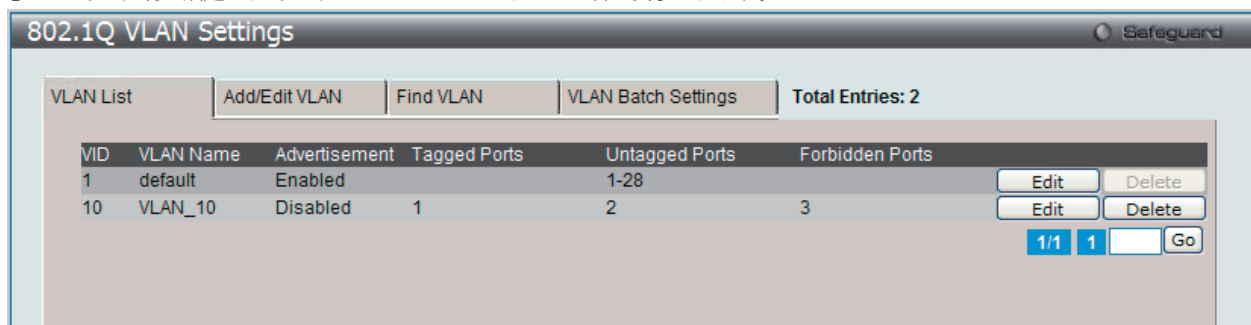 802.1Q VLAN Settings Safeguard
VLAN List Add/Edit VLAN Find VLAN VLAN Batch Settings Total Entries: 2
VID VLAN Name Advertisement Tagged Ports Untagged Ports Forbidden Ports
1 default Enabled 1-28 Edit Delete
10 VLAN_10 Disabled 1 2 3 Edit Delete
1/1 1 Go